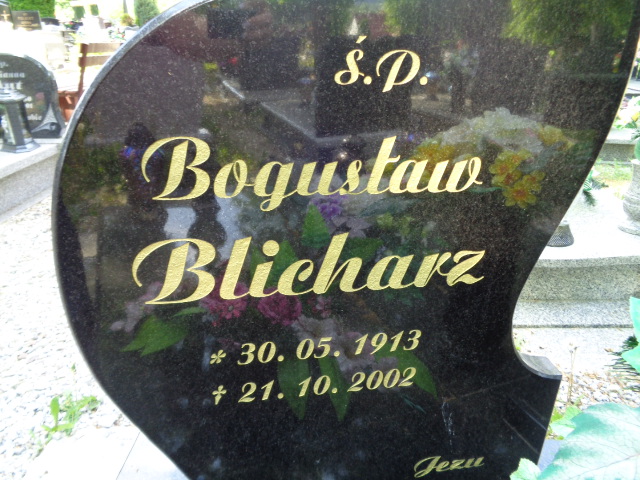 Ś.P.
Bogusław
Blicharz
* 30. 05. 1913
† 21. 10. 2002
Jezu